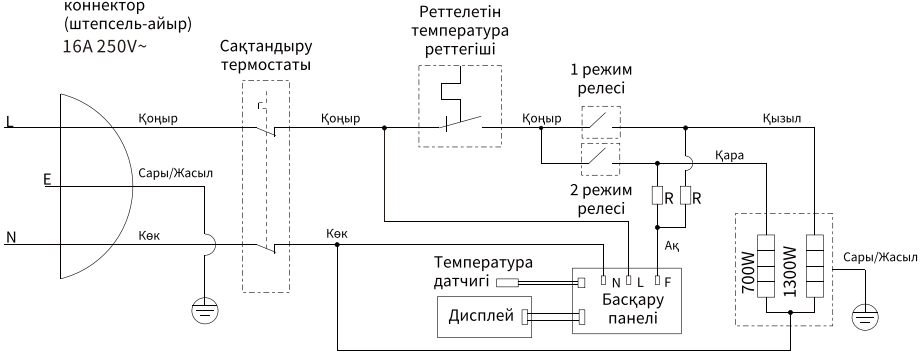 коннектор
(штепсель-айыр)
16A 250V~
Сақтандыру
термостаты
Реттелетін
температура
реттегіші
1 режим
релесі
L
Қоңыр
Қоңыр
Қоңыр
Қызыл
Қара
E
Сары/Жасыл
2 режим
релесі
R
R
N
Көк
Көк
Ақ
Температура
датчигі
N
L
F
Басқару
панелі
Дисплей
700W
1300W
Сары/Жасыл